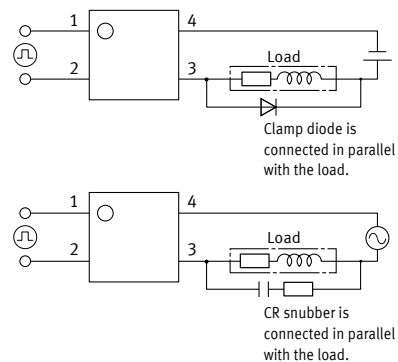 1
4
Load
2
3
Clamp diode is
connected in parallel
with the load.
1
4
Load
2
3
CR snubber is
connected in parallel
with the load.